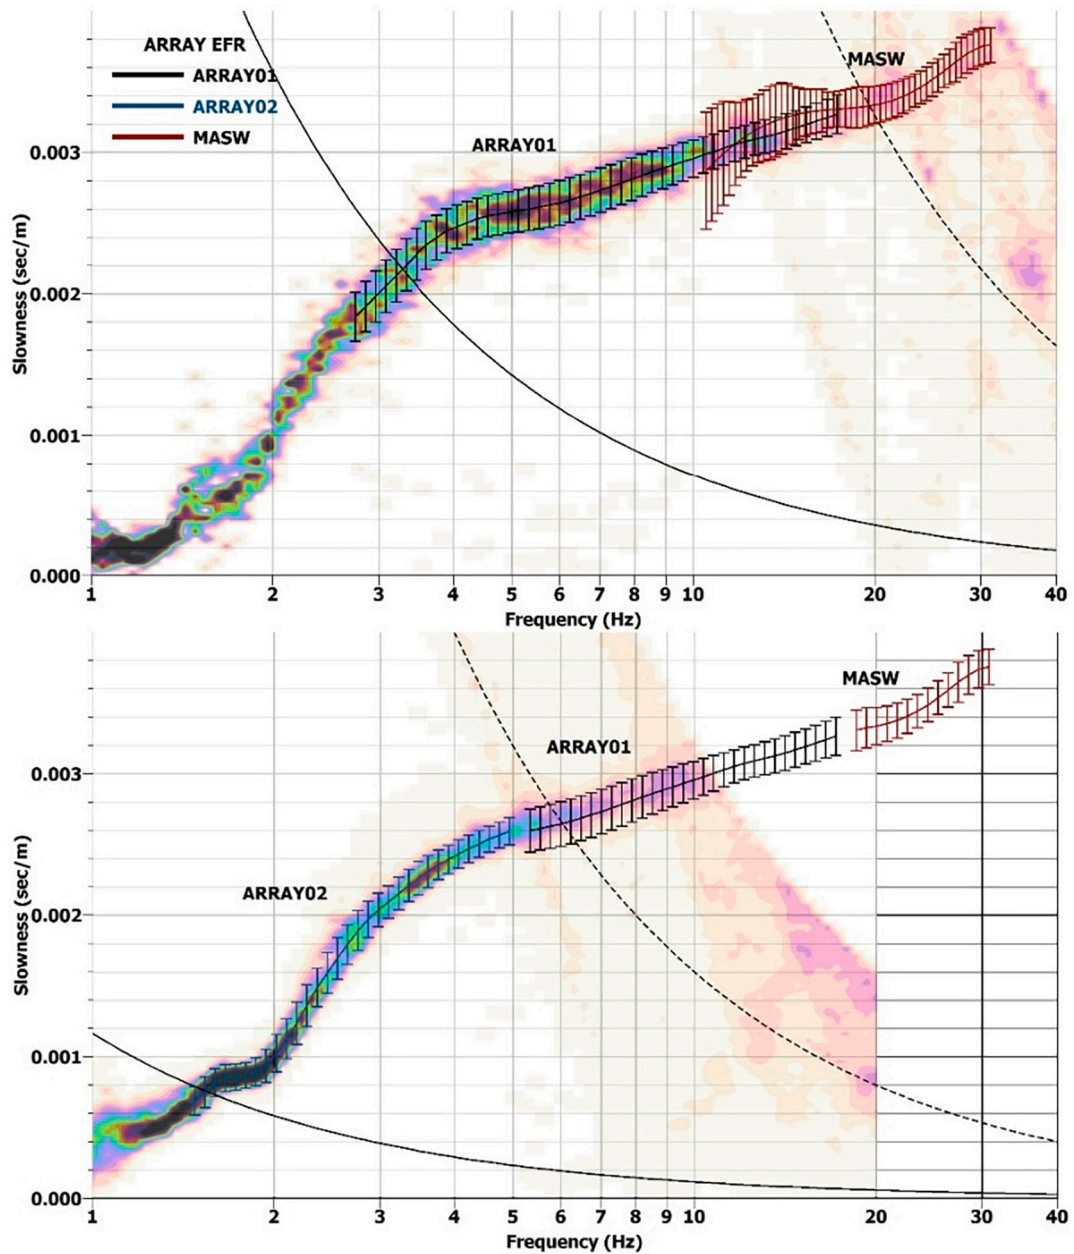 ARRAY EFR
ARRAY01
ARRAY02
MASW
MASW
ARRAY01
0.003
0.002
0.001
0.000
Slowness (sec/m)
1 2 3 4 5 6 7 8 9 10 20 30 40
Frequency (Hz)
MASW
ARRAY01
ARRAY02
0.003
0.002
0.001
0.000
Slowness (sec/m)
1 2 3 4 5 6 7 8 9 10 20 30 40
Frequency (Hz)